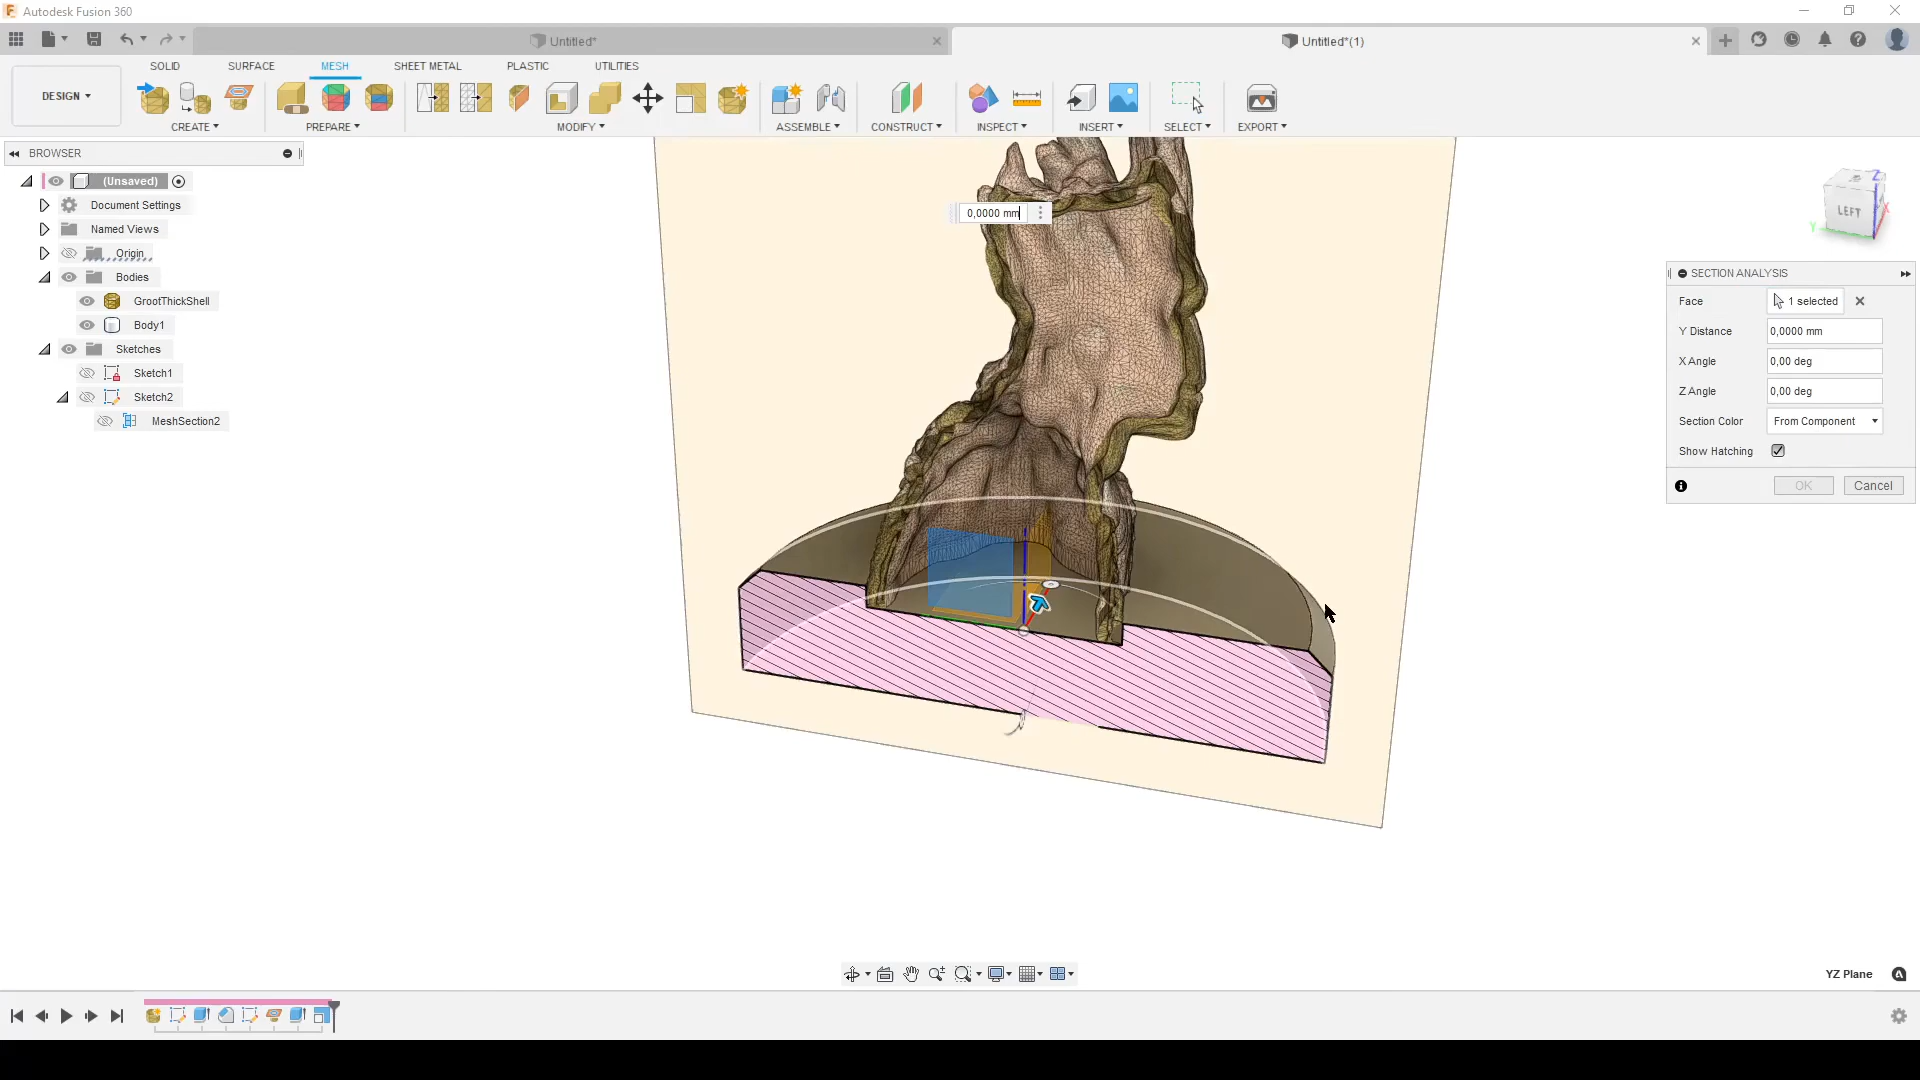 Autodesk Fusion 360
Untitled*
Untitled*(1)
SOLID SURFACE MESH SHEET METAL PLASTIC UTILITIES
DESIGN
CREATE PREPARE MODIFY ASSEMBLE CONSTRUCT INSPECT INSERT SELECT EXPORT
BROWSER
(Unsaved)
Document Settings
Named Views
Origin
Bodies
GrootThickShell
Body1
Sketches
Sketch1
Sketch2
MeshSection2
0,0000 mm
Z
LEFT
X
Y
SECTION ANALYSIS
Face 1 selected
Y Distance 0,0000 mm
X Angle 0,00 deg
Z Angle 0,00 deg
Section Color From Component
Show Hatching
OK Cancel
YZ Plane